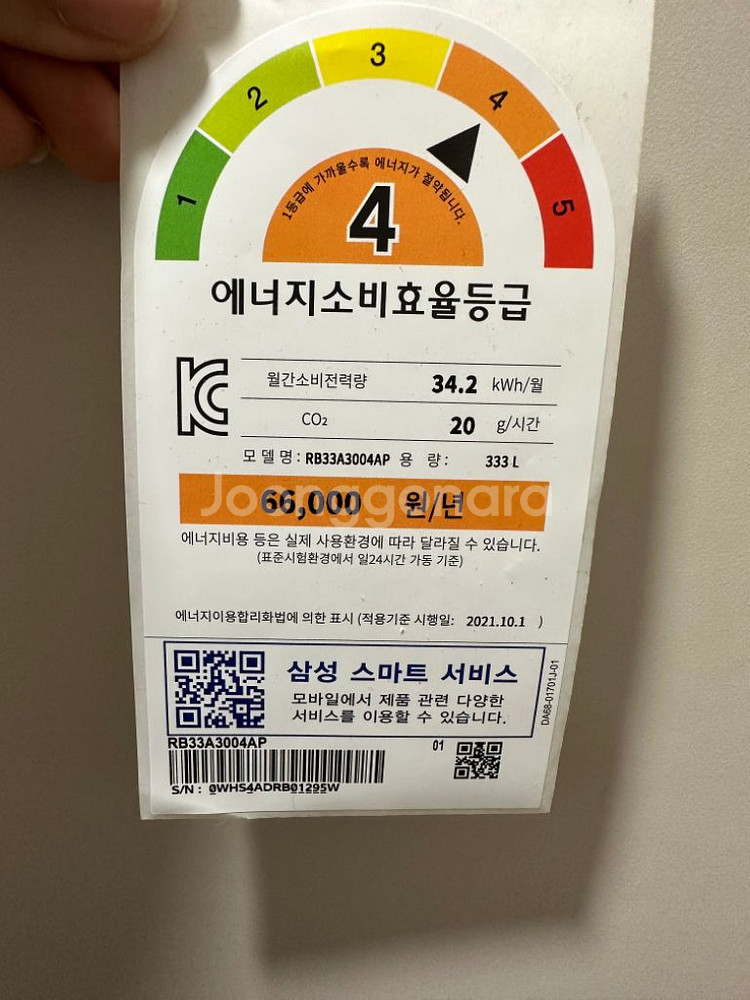 1 2 3 4 5
1등급에 가까울수록 에너지가 절약됩니다.
4
에너지소비효율등급
월간소비전력량 34.2 kWh/월
CO₂ 20 g/시간
모델명 : RB33A3004AP 용 량 : 333 L
66,000 원/년
Joonggonara
에너지비용 등은 실제 사용환경에 따라 달라질 수 있습니다.
(표준시험환경에서 일24시간 가동 기준)
에너지이용합리화법에 의한 표시 (적용기준 시행일: 2021.10.1 )
삼성 스마트 서비스
모바일에서 제품 관련 다양한
서비스를 이용할 수 있습니다.
DA68-01701J-01
RB33A3004AP 01
S/N : 0WHS4ADRB01295W